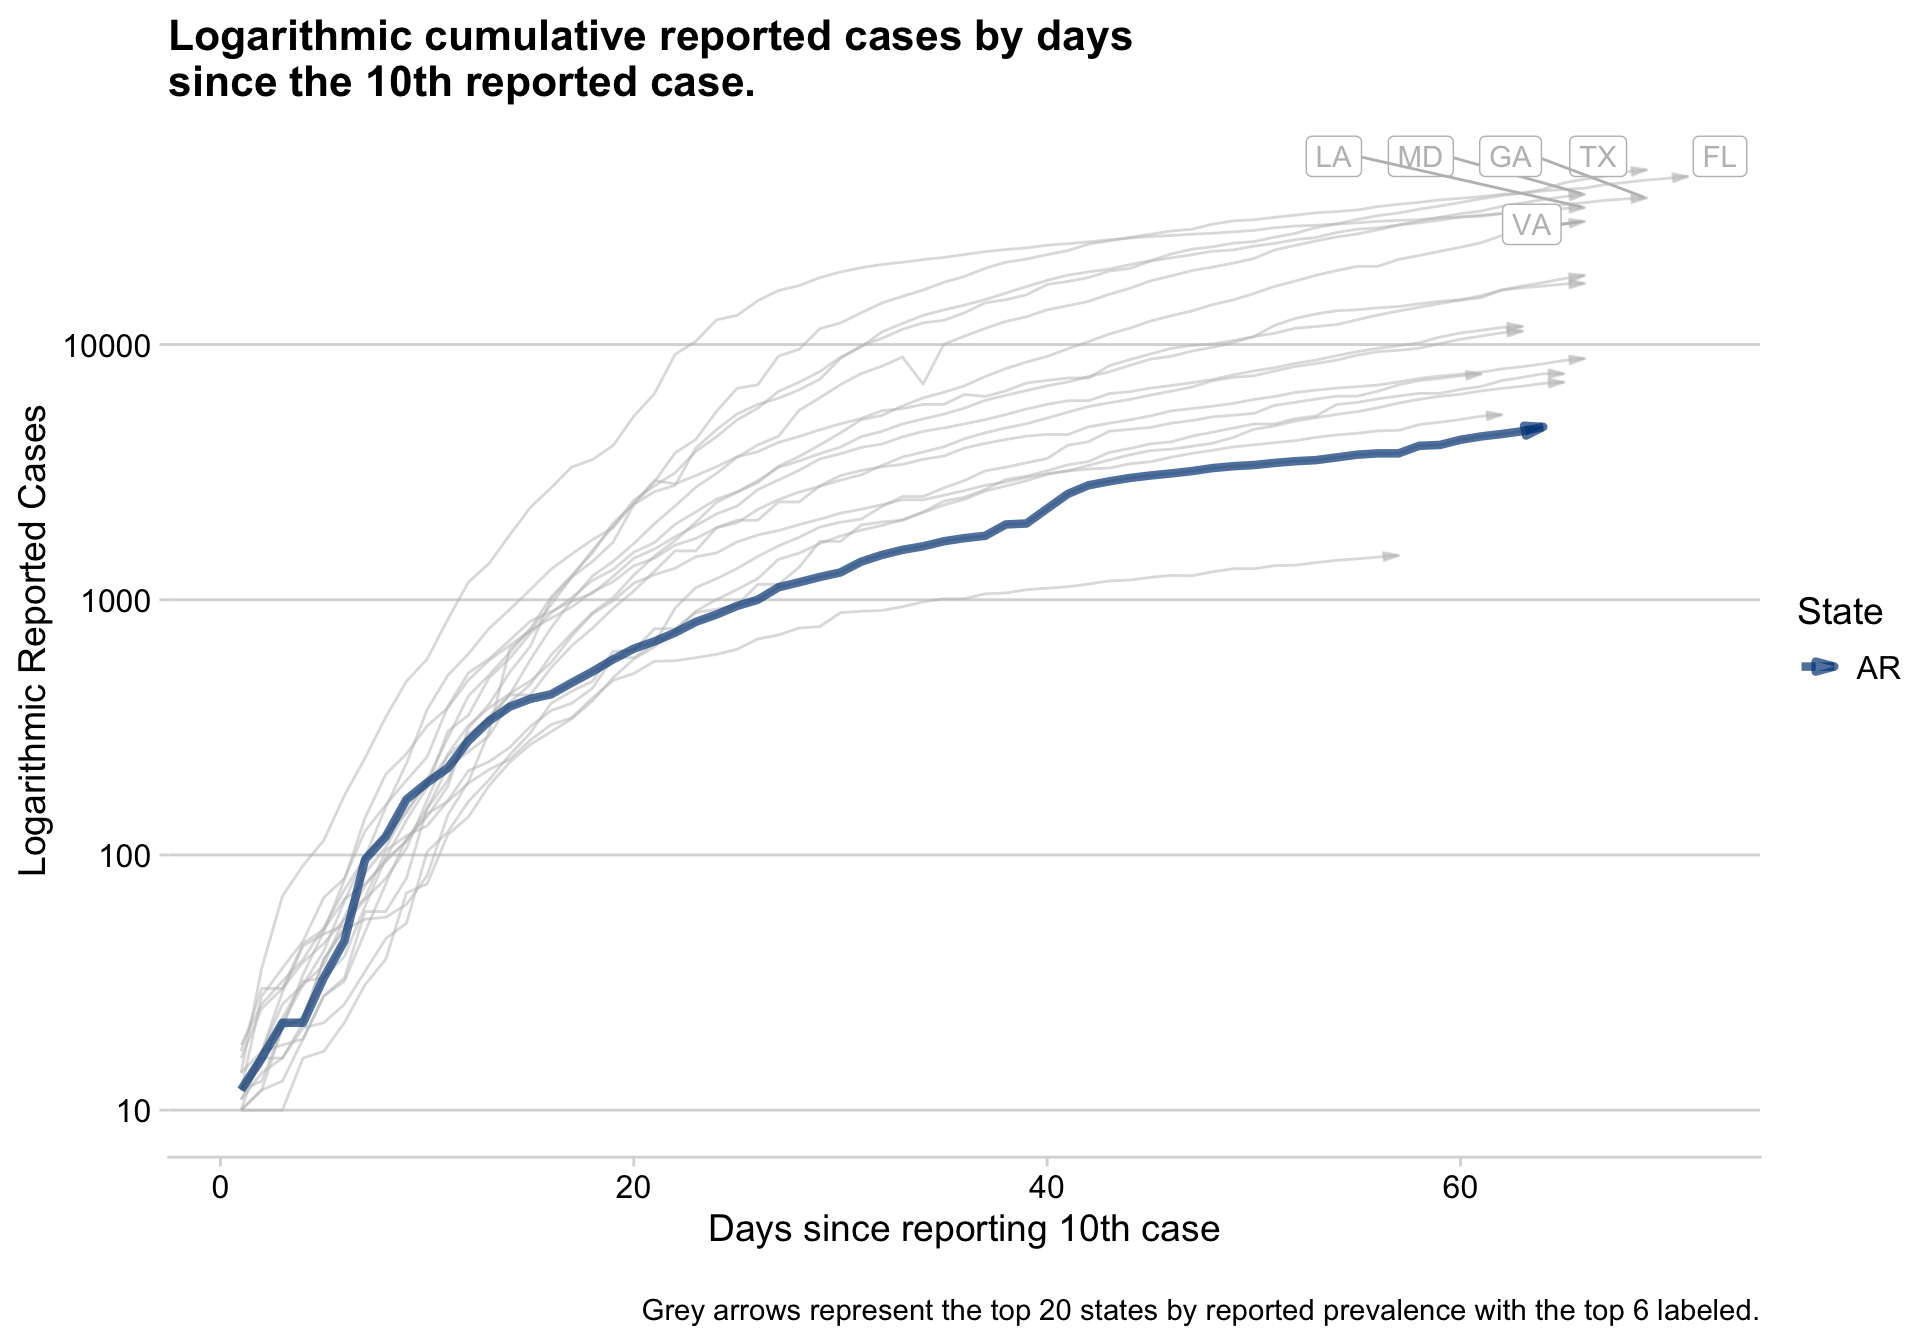 Logarithmic cumulative reported cases by days
since the 10th reported case.
LA MD GA TX FL
VA
10000
1000
100
10
Logarithmic Reported Cases
State
AR
0 20 40 60
Days since reporting 10th case
Grey arrows represent the top 20 states by reported prevalence with the top 6 labeled.